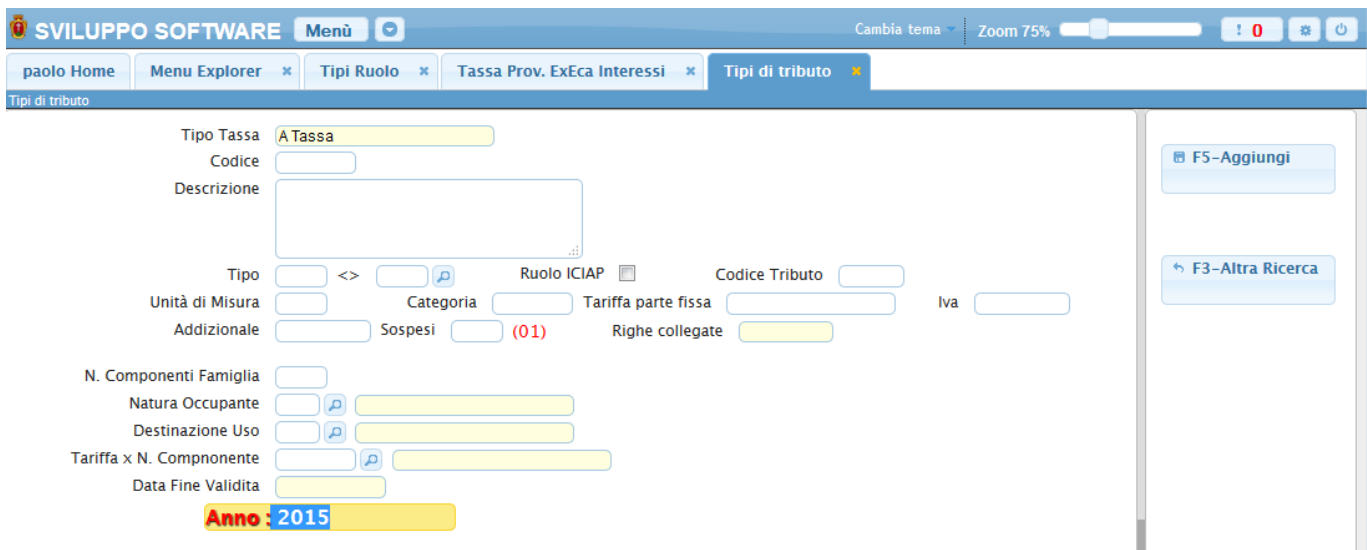 SVILUPPO SOFTWARE Menù Cambia tema Zoom 75% ! 0
paolo Home Menu Explorer × Tipi Ruolo × Tassa Prov. ExEca Interessi × Tipi di tributo ×
Tipi di tributo
Tipo Tassa A Tassa
Codice F5-Aggiungi
Descrizione
Tipo <> Ruolo ICIAP Codice Tributo F3-Altra Ricerca
Unità di Misura Categoria Tariffa parte fissa Iva
Addizionale Sospesi (01) Righe collegate
N. Componenti Famiglia
Natura Occupante
Destinazione Uso
Tariffa x N. Compnonente
Data Fine Validita
Anno : 2015